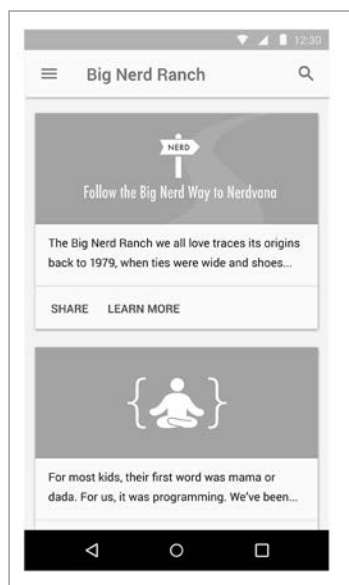 12:30
Big Nerd Ranch
NERD
Follow the Big Nerd Way to Nerdvana
The Big Nerd Ranch we all love traces its origins
back to 1979, when ties were wide and shoes...
SHARE LEARN MORE
For most kids, their first word was mama or
dada. For us, it was programming. We've been...